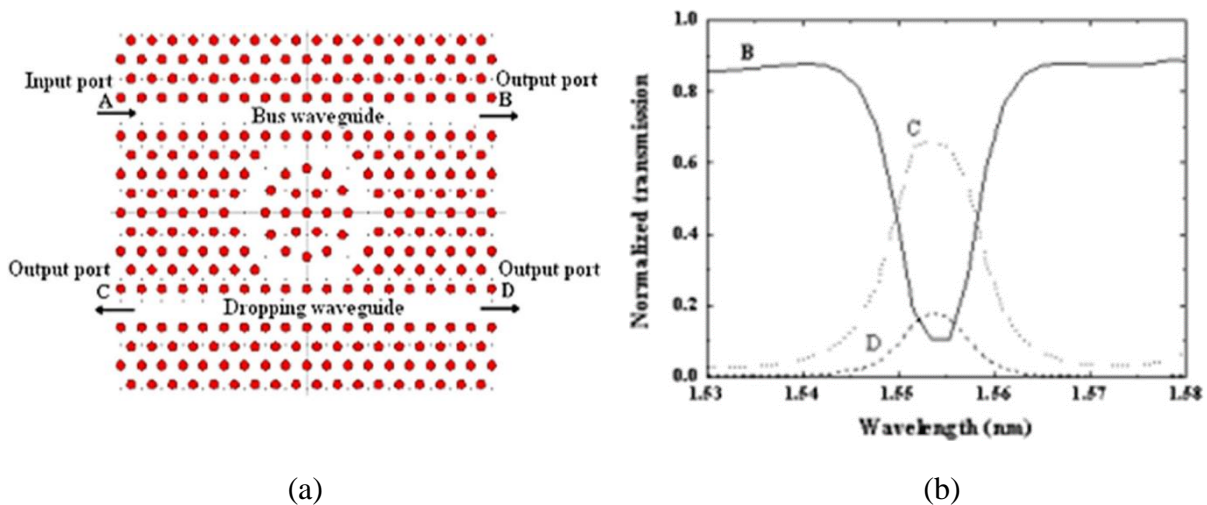 Input port
A
Output port
B
Bus waveguide
Output port
C
Output port
D
Dropping waveguide
(a)
(b)
1.0
0.8
0.6
0.4
0.2
0.0
Normalized transmission
B
C
D
1.53
1.54
1.55
1.56
1.57
1.58
Wavelength (nm)